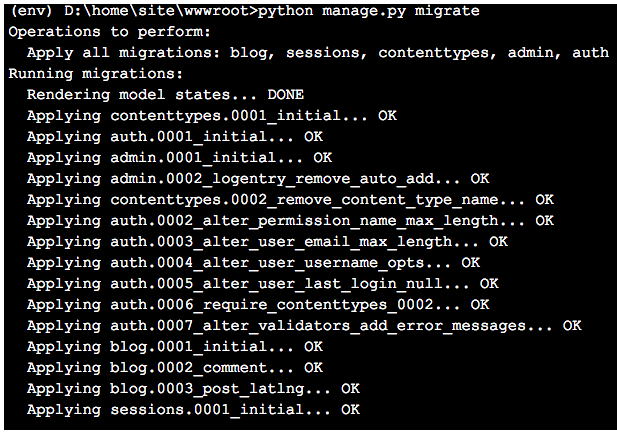 (env) D:\home\site\wwwroot>python manage.py migrate
Operations to perform:
  Apply all migrations: blog, sessions, contenttypes, admin, auth
Running migrations:
  Rendering model states... DONE
  Applying contenttypes.0001_initial... OK
  Applying auth.0001_initial... OK
  Applying admin.0001_initial... OK
  Applying admin.0002_logentry_remove_auto_add... OK
  Applying contenttypes.0002_remove_content_type_name... OK
  Applying auth.0002_alter_permission_name_max_length... OK
  Applying auth.0003_alter_user_email_max_length... OK
  Applying auth.0004_alter_user_username_opts... OK
  Applying auth.0005_alter_user_last_login_null... OK
  Applying auth.0006_require_contenttypes_0002... OK
  Applying auth.0007_alter_validators_add_error_messages... OK
  Applying blog.0001_initial... OK
  Applying blog.0002_comment... OK
  Applying blog.0003_post_latlng... OK
  Applying sessions.0001_initial... OK